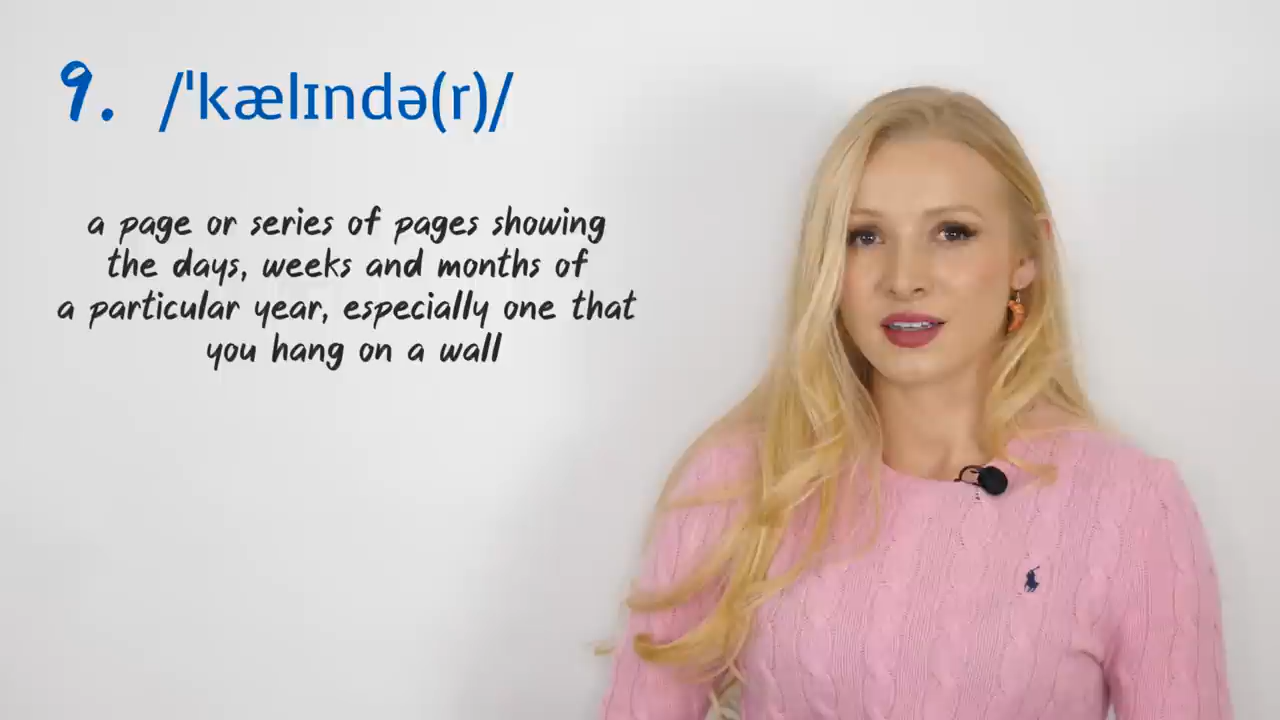 9. /ˈkælɪndə(r)/
a page or series of pages showing
the days, weeks and months of
a particular year, especially one that
you hang on a wall